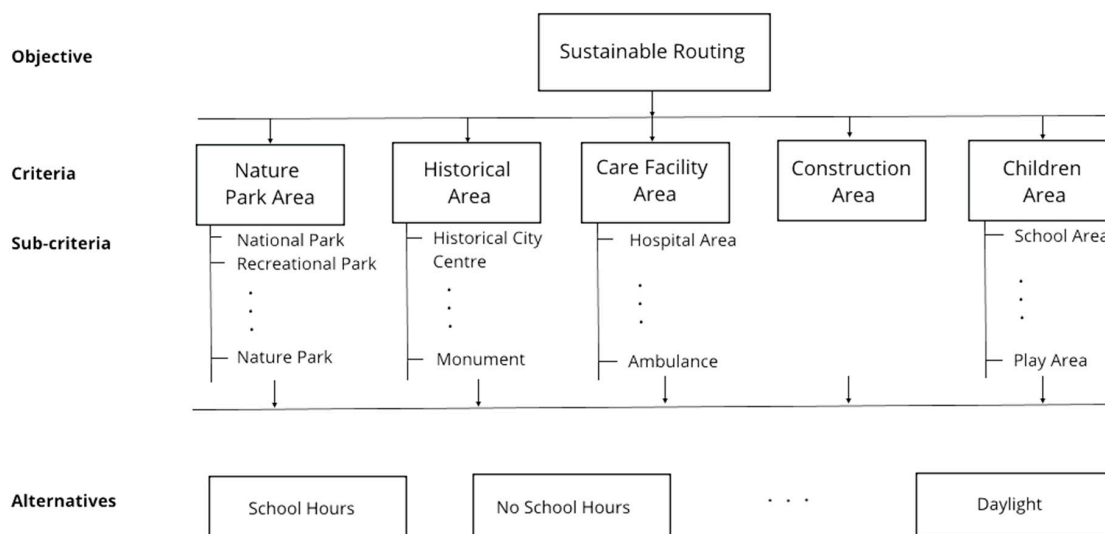 Objective
Sustainable Routing
Criteria
Nature
Park Area
Historical
Area
Care Facility
Area
Construction
Area
Children
Area
Sub-criteria
National Park
Recreational Park
.
.
.
Nature Park
Historical City
Centre
.
.
.
Monument
Hospital Area
.
.
.
Ambulance
School Area
.
.
.
Play Area
Alternatives
School Hours
No School Hours
. . .
Daylight